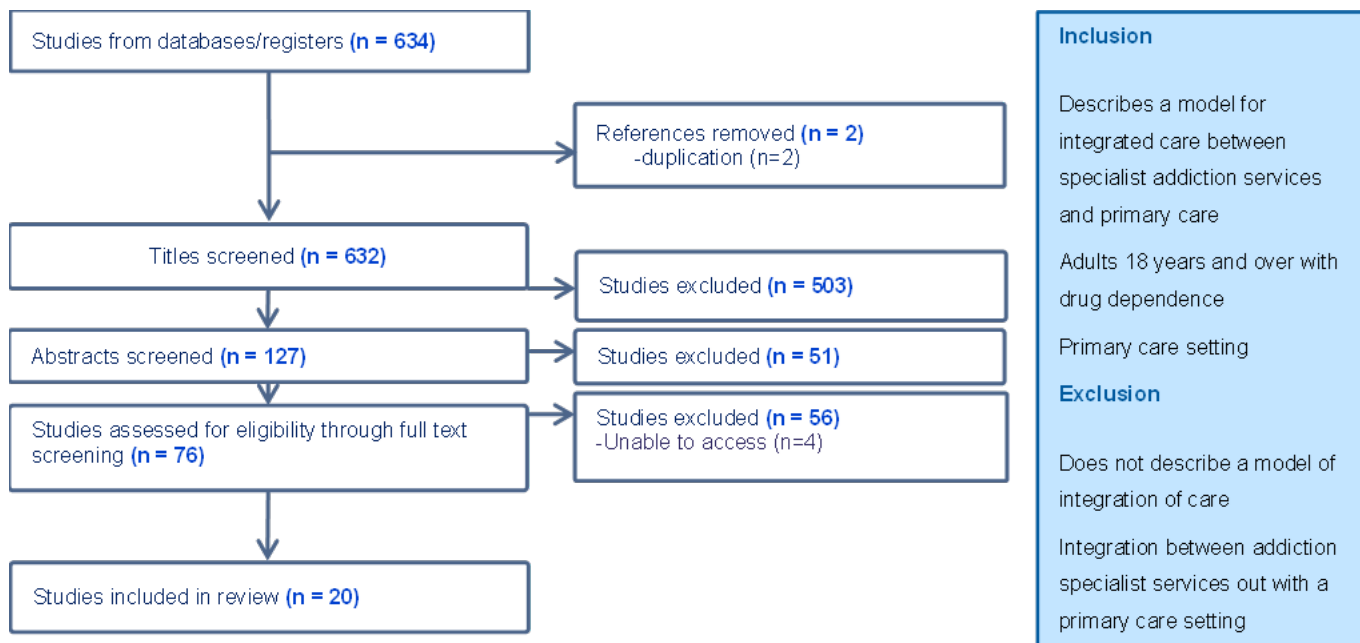 Studies from databases/registers (n = 634)
References removed (n = 2)
-duplication (n=2)
Titles screened (n = 632)
Studies excluded (n = 503)
Abstracts screened (n = 127)
Studies excluded (n = 51)
Studies assessed for eligibility through full text
screening (n = 76)
Studies excluded (n = 56)
-Unable to access (n=4)
Studies included in review (n = 20)
Inclusion
Describes a model for
integrated care between
specialist addiction services
and primary care
Adults 18 years and over with
drug dependence
Primary care setting
Exclusion
Does not describe a model of
integration of care
Integration between addiction
specialist services out with a
primary care setting